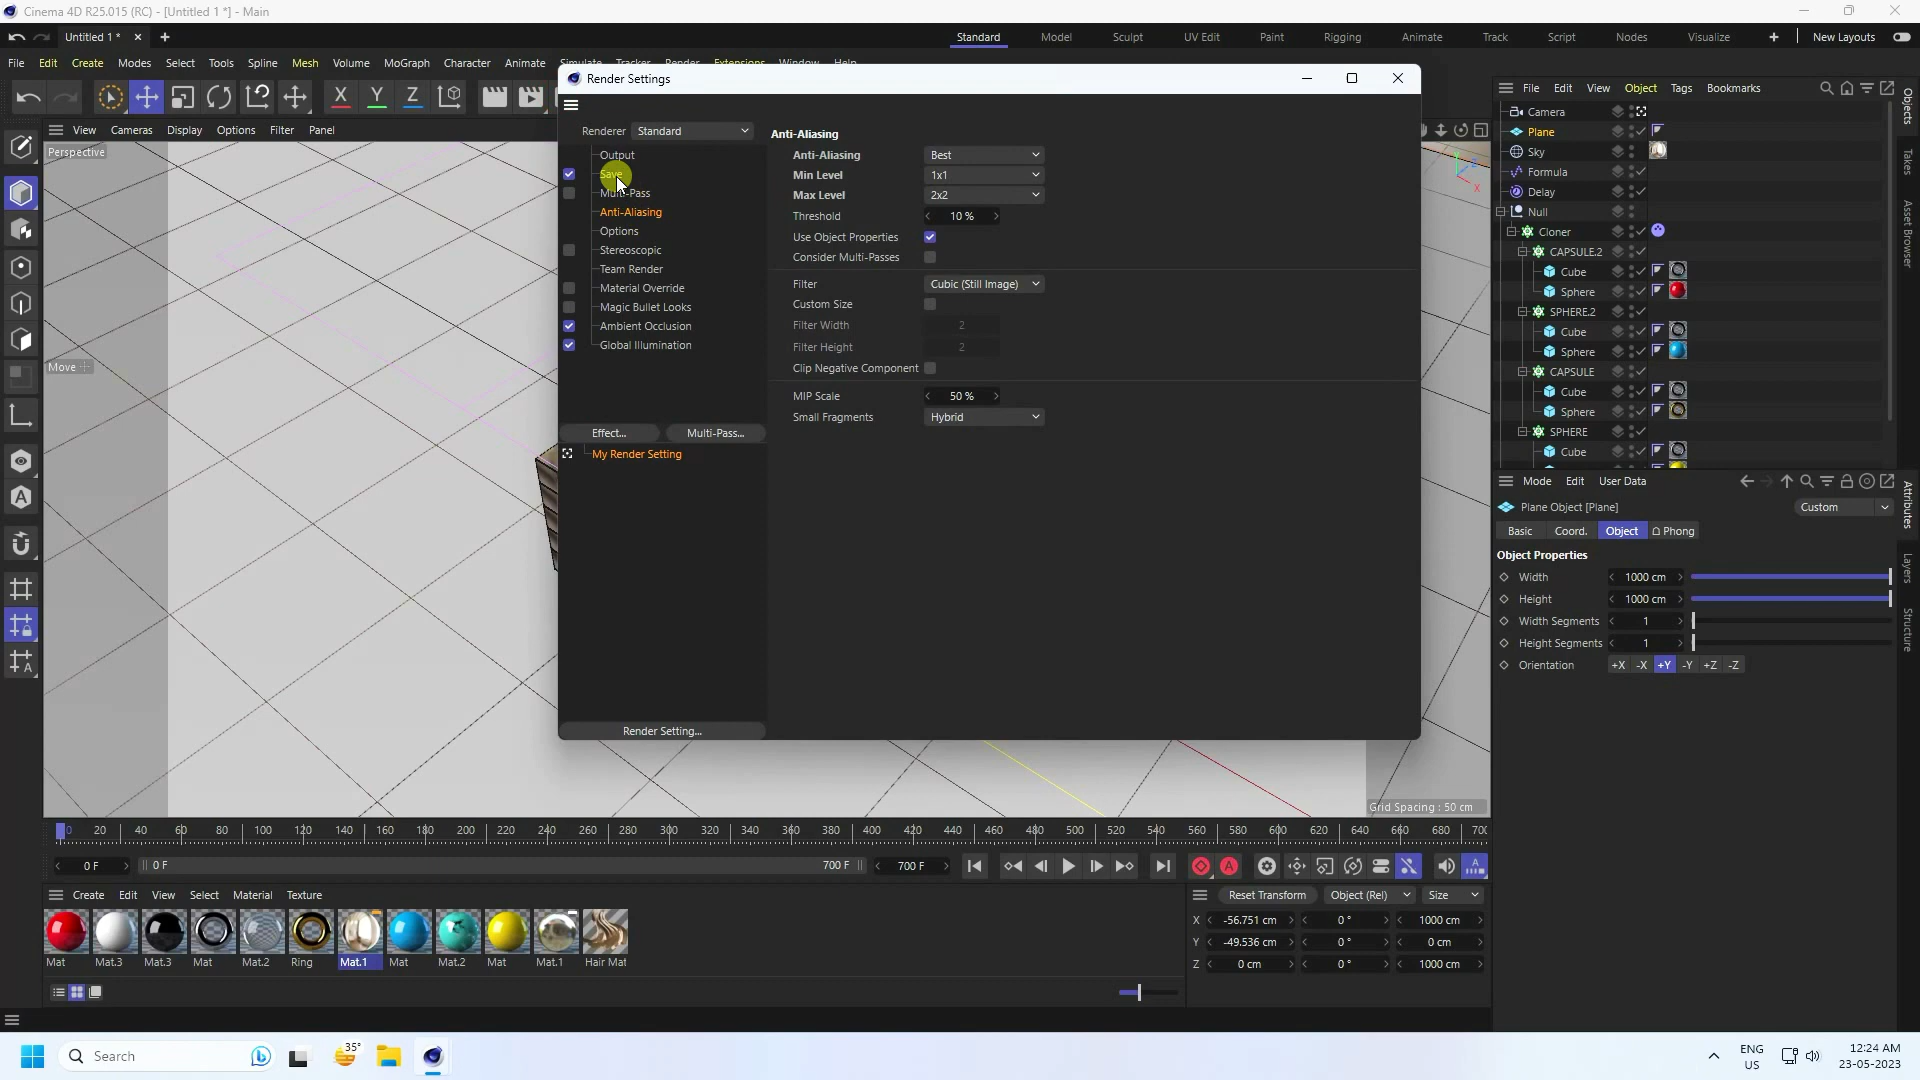 Cinema 4D R25.015 (RC) - [Untitled 1 *] - Main
Untitled 1 *
Standard Model Sculpt UV Edit Paint Rigging Animate Track Script Nodes Visualize New Layouts
File Edit Create Modes Select Tools Spline Mesh Volume MoGraph Character Animate Simulate Tracker Render Extensions Window Help
Render Settings
X Y Z
View Cameras Display Options Filter Panel
Perspective
Move
Renderer Standard
Output
Save
Multi-Pass
Anti-Aliasing
Options
Stereoscopic
Team Render
Material Override
Magic Bullet Looks
Ambient Occlusion
Global Illumination
Effect... Multi-Pass...
My Render Setting
Render Setting...
Anti-Aliasing
Anti-Aliasing Best
Min Level 1x1
Max Level 2x2
Threshold 10 %
Use Object Properties
Consider Multi-Passes
Filter Cubic (Still Image)
Custom Size
Filter Width 2
Filter Height 2
Clip Negative Component
MIP Scale 50 %
Small Fragments Hybrid
Y Z X
Grid Spacing : 50 cm
File Edit View Object Tags Bookmarks
Camera
Plane
Sky
Formula
Delay
Null
Cloner
CAPSULE.2
Cube
Sphere
SPHERE.2
Cube
Sphere
CAPSULE
Cube
Sphere
SPHERE
Cube
Objects
Takes
Asset Browser
Mode Edit User Data
Plane Object [Plane] Custom
Basic Coord. Object Phong
Object Properties
Width 1000 cm
Height 1000 cm
Width Segments 1
Height Segments 1
Orientation +X -X +Y -Y +Z -Z
Attributes
Layers
Structure
0 20 40 60 80 100 120 140 160 180 200 220 240 260 280 300 320 340 360 380 400 420 440 460 480 500 520 540 560 580 600 620 640 660 680 700
0 F 0 F 700 F 700 F
Create Edit View Select Material Texture
Mat Mat.3 Mat.3 Mat Mat.2 Ring Mat.1 Mat Mat.2 Mat Mat.1 Hair Mat
Reset Transform Object (Rel) Size
X -56.751 cm 0 ° 1000 cm
Y -49.536 cm 0 ° 0 cm
Z 0 cm 0 ° 1000 cm
Search
35°
ENG
US
12:24 AM
23-05-2023